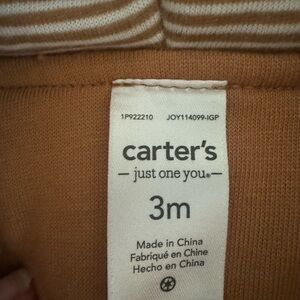 1P922210 JOY114099-IGP
carter's
just one you®
3m
Made in China
Fabriqué en Chine
Hecho en China